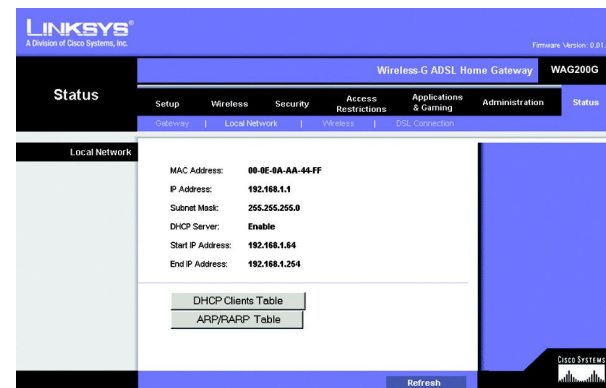 LINKSYS®
A Division of Cisco Systems, Inc.
Firmware Version: 0.01.
Wireless-G ADSL Home Gateway WAG200G
Status
Setup Wireless Security Access Restrictions Applications & Gaming Administration Status
Gateway | Local Network | Wireless | DSL Connection
Local Network
MAC Address: 00-0E-0A-AA-44-FF
IP Address: 192.168.1.1
Subnet Mask: 255.255.255.0
DHCP Server: Enable
Start IP Address: 192.168.1.64
End IP Address: 192.168.1.254
DHCP Clients Table
ARP/RARP Table
Refresh
CISCO SYSTEMS